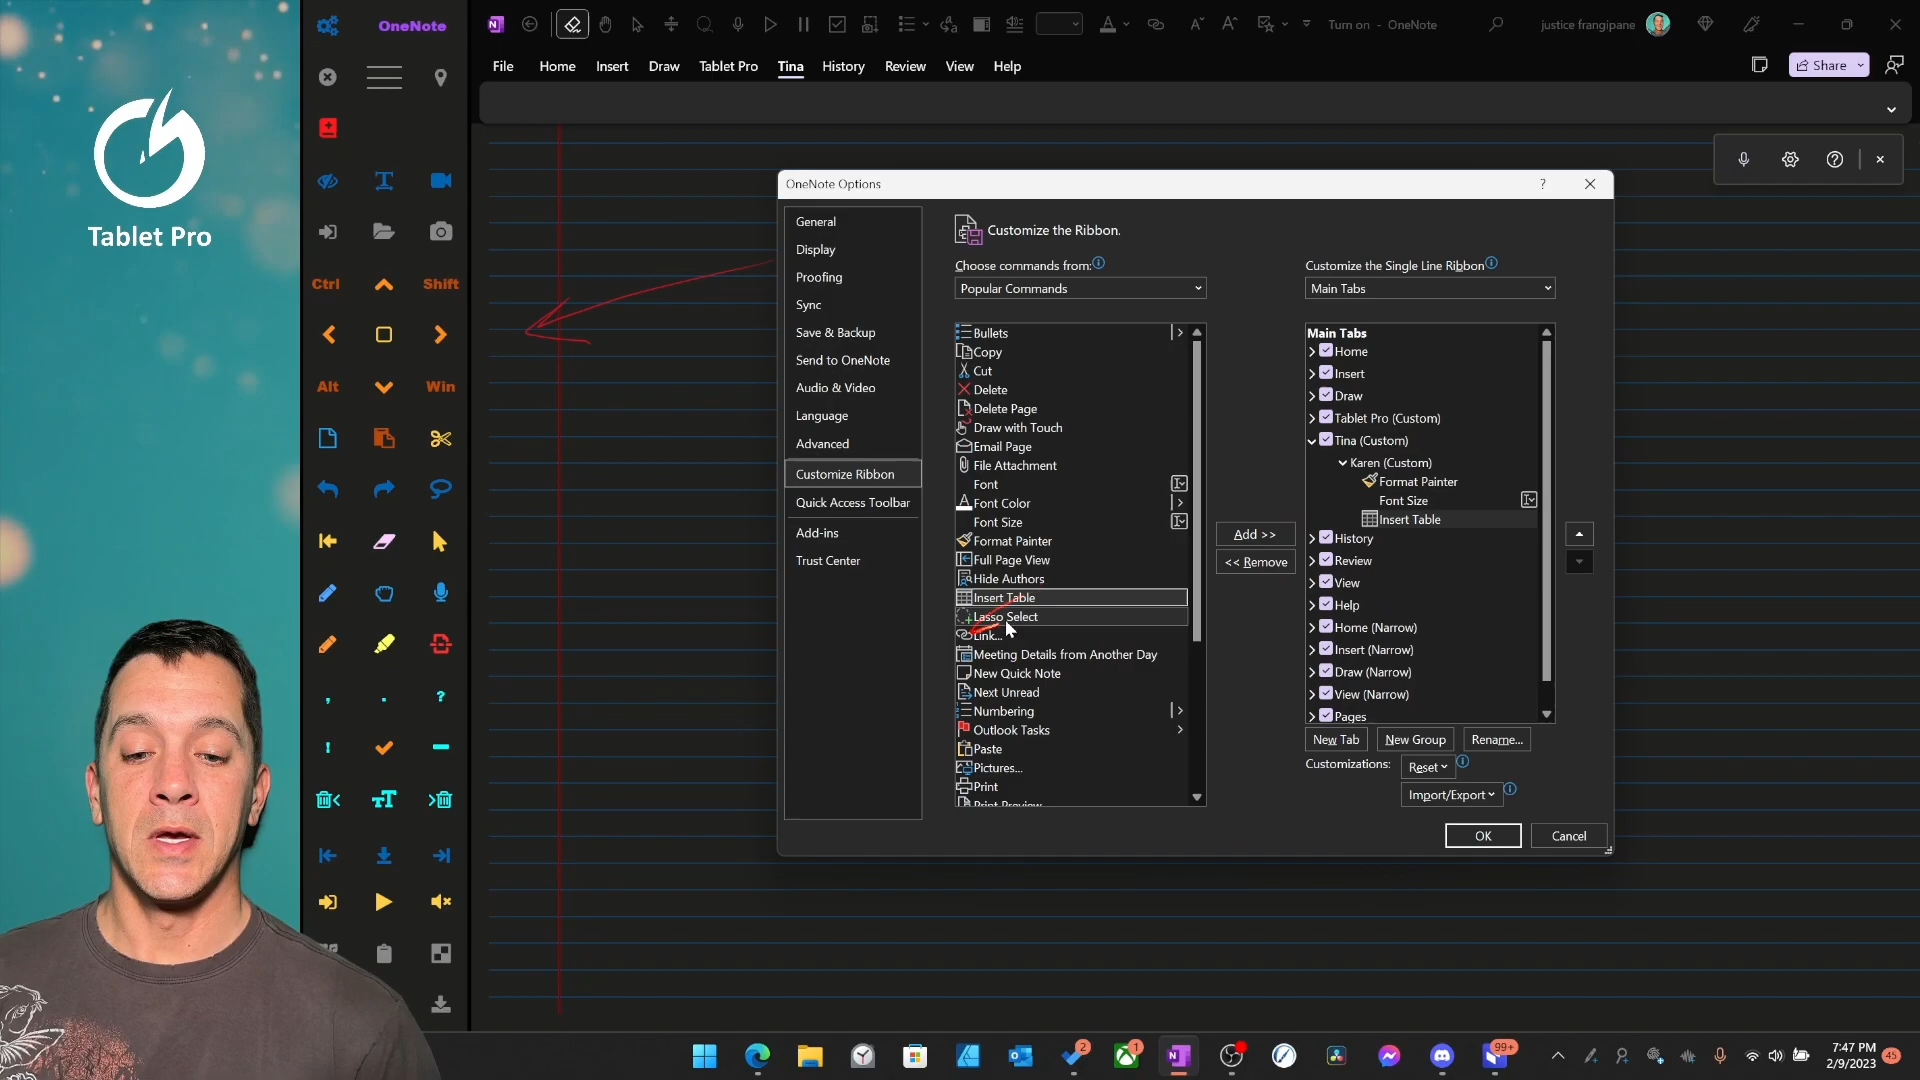 Tablet Pro
OneNote
Ctrl
Shift
Alt
Win
,
.
?
!
Turn on - OneNote
justice frangipane
File
Home
Insert
Draw
Tablet Pro
Tina
History
Review
View
Help
Share
OneNote Options
?
General
Display
Proofing
Sync
Save & Backup
Send to OneNote
Audio & Video
Language
Advanced
Customize Ribbon
Quick Access Toolbar
Add-ins
Trust Center
Customize the Ribbon.
Choose commands from:
Popular Commands
Bullets
Copy
Cut
Delete
Delete Page
Draw with Touch
Email Page
File Attachment
Font
Font Color
Font Size
Format Painter
Full Page View
Hide Authors
Insert Table
Lasso Select
Link...
Meeting Details from Another Day
New Quick Note
Next Unread
Numbering
Outlook Tasks
Paste
Pictures...
Print
Print Preview
Add >>
<< Remove
Customize the Single Line Ribbon
Main Tabs
Main Tabs
Home
Insert
Draw
Tablet Pro (Custom)
Tina (Custom)
Karen (Custom)
Format Painter
Font Size
Insert Table
History
Review
View
Help
Home (Narrow)
Insert (Narrow)
Draw (Narrow)
View (Narrow)
Pages
New Tab
New Group
Rename...
Customizations:
Reset
Import/Export
OK
Cancel
2
1
99+
7:47 PM
2/9/2023
45